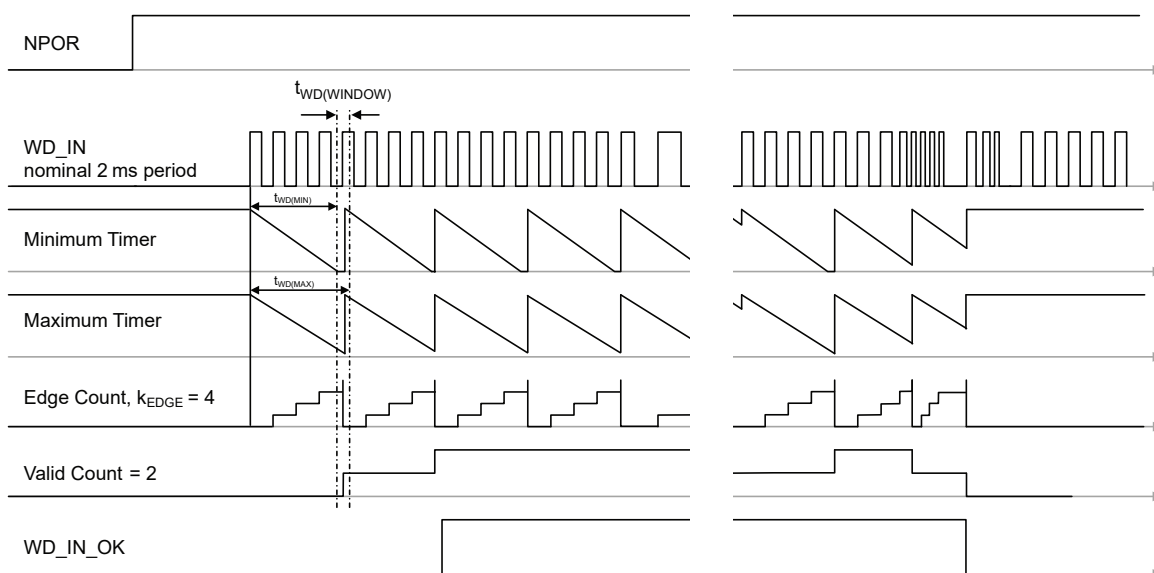 NPOR
tWD(WINDOW)
WD_IN
nominal 2 ms period
tWD(MIN)
Minimum Timer
tWD(MAX)
Maximum Timer
Edge Count, kEDGE = 4
Valid Count = 2
WD_IN_OK